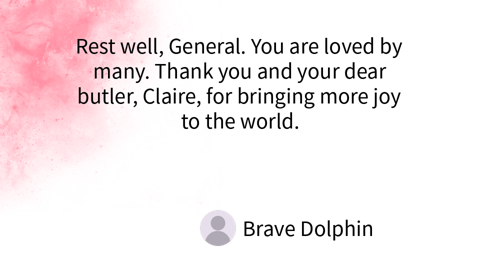 Rest well, General. You are loved by
many. Thank you and your dear
butler, Claire, for bringing more joy
to the world.
Brave Dolphin